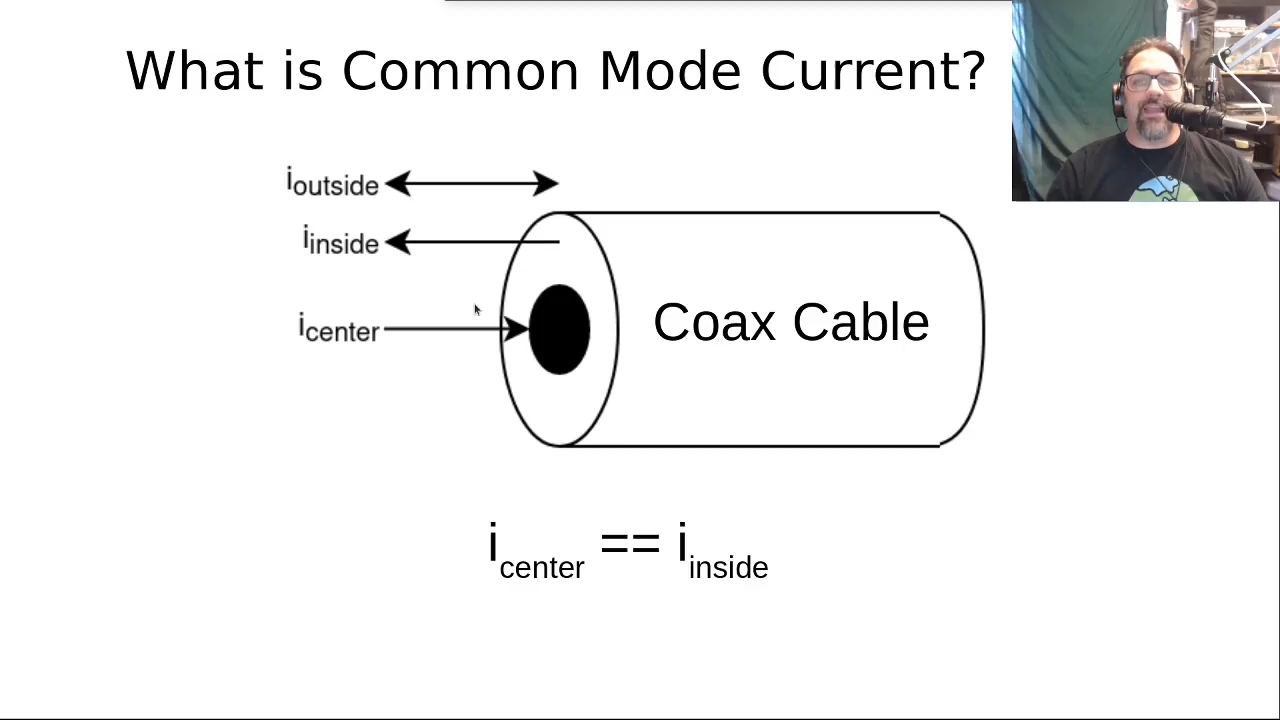 What is Common Mode Current?
ioutside
iinside
icenter
Coax Cable
icenter == iinside